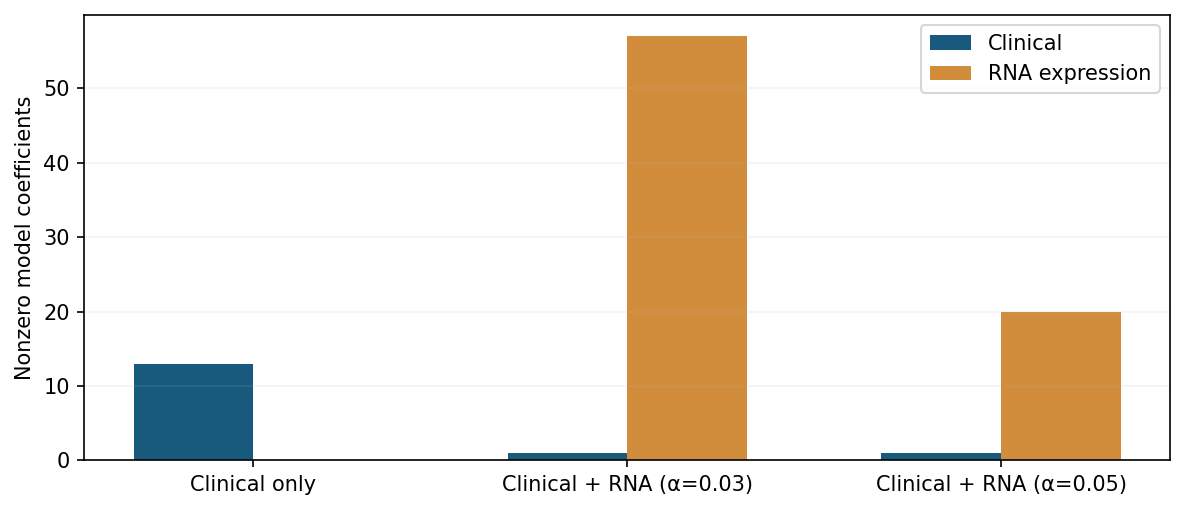 Nonzero model coefficients
50
40
30
20
10
0
Clinical
RNA expression
Clinical only
Clinical + RNA (α=0.03)
Clinical + RNA (α=0.05)